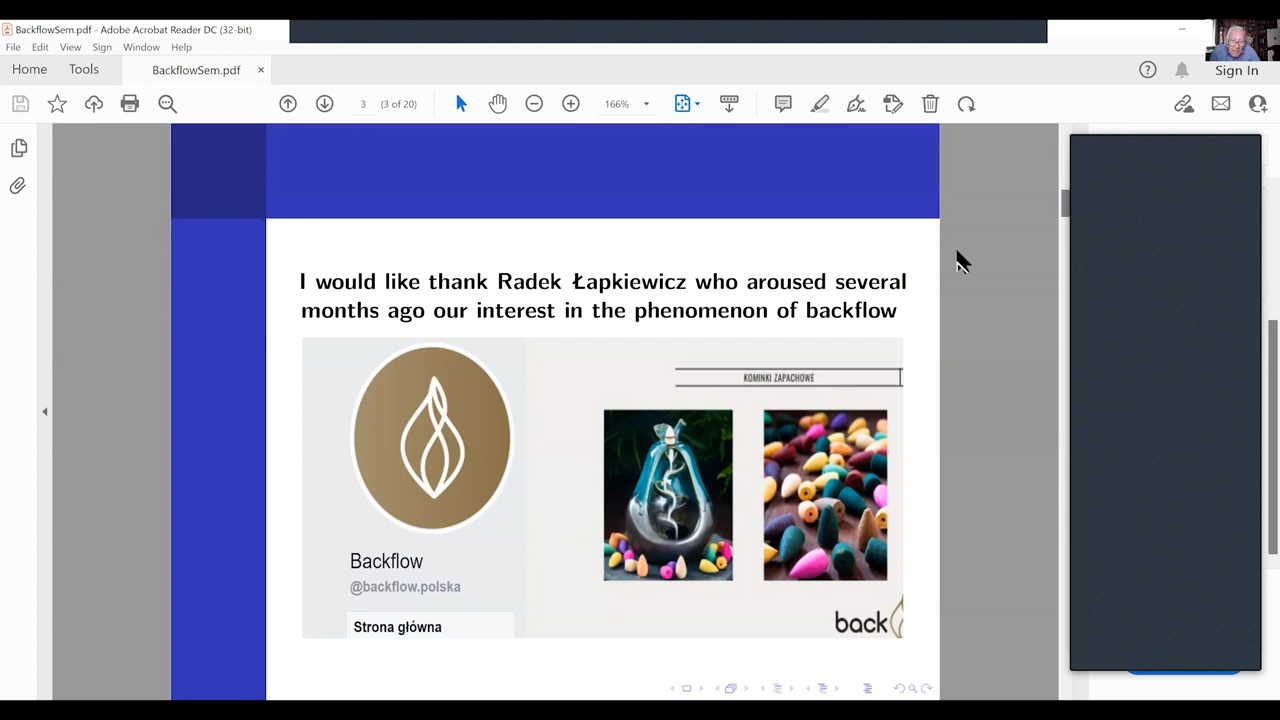 BackflowSem.pdf - Adobe Acrobat Reader DC (32-bit)
File Edit View Sign Window Help
Home Tools BackflowSem.pdf × Sign In
3 (3 of 20) 166%
I would like thank Radek Łapkiewicz who aroused several
months ago our interest in the phenomenon of backflow
KOMINKI ZAPACHOWE
Backflow
@backflow.polska
Strona główna
back